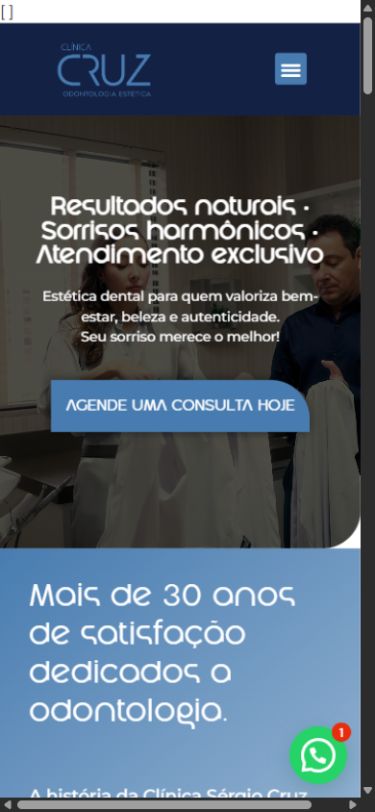 [ ]
CLÍNICA
CRUZ
ODONTOLOGIA ESTÉTICA
Resultados naturais •
Sorrisos harmônicos •
Atendimento exclusivo
Estética dental para quem valoriza bem-
estar, beleza e autenticidade.
Seu sorriso merece o melhor!
AGENDE UMA CONSULTA HOJE
Mais de 30 anos
de satisfação
dedicados a
odontologia.
1
A história da Clínica Sérgio Cruz